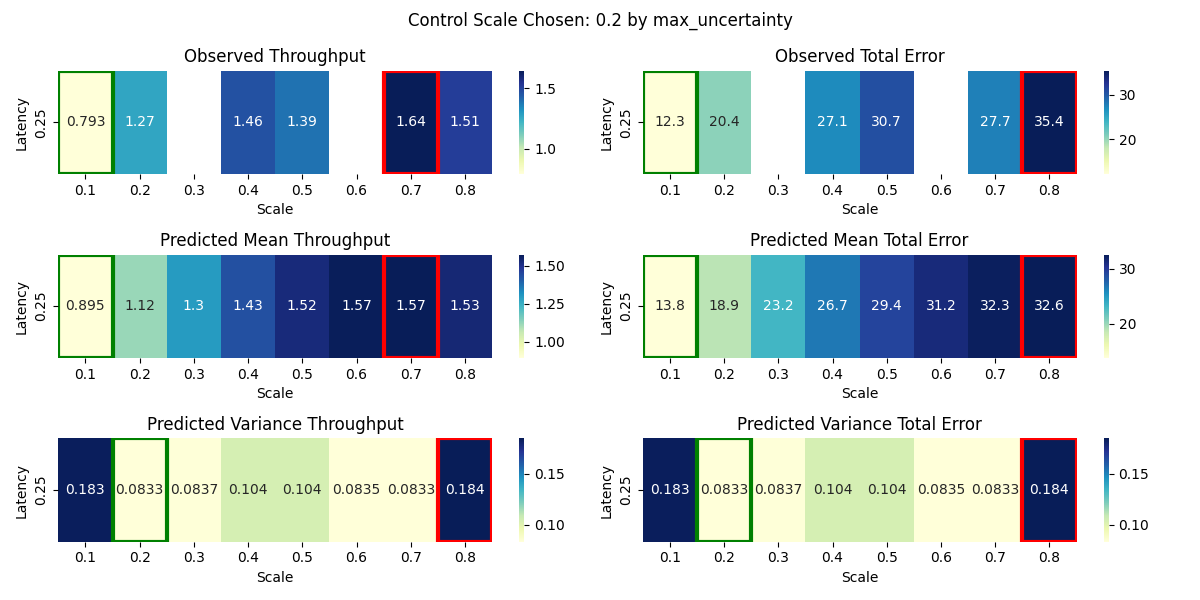 Control Scale Chosen: 0.2 by max_uncertainty
Observed Throughput
Latency
0.25
0.793 1.27 1.46 1.39 1.64 1.51
0.1 0.2 0.3 0.4 0.5 0.6 0.7 0.8
Scale
1.5
1.0
Observed Total Error
Latency
0.25
12.3 20.4 27.1 30.7 27.7 35.4
0.1 0.2 0.3 0.4 0.5 0.6 0.7 0.8
Scale
30
20
Predicted Mean Throughput
Latency
0.25
0.895 1.12 1.3 1.43 1.52 1.57 1.57 1.53
0.1 0.2 0.3 0.4 0.5 0.6 0.7 0.8
Scale
1.50
1.25
1.00
Predicted Mean Total Error
Latency
0.25
13.8 18.9 23.2 26.7 29.4 31.2 32.3 32.6
0.1 0.2 0.3 0.4 0.5 0.6 0.7 0.8
Scale
30
20
Predicted Variance Throughput
Latency
0.25
0.183 0.0833 0.0837 0.104 0.104 0.0835 0.0833 0.184
0.1 0.2 0.3 0.4 0.5 0.6 0.7 0.8
Scale
0.15
0.10
Predicted Variance Total Error
Latency
0.25
0.183 0.0833 0.0837 0.104 0.104 0.0835 0.0833 0.184
0.1 0.2 0.3 0.4 0.5 0.6 0.7 0.8
Scale
0.15
0.10